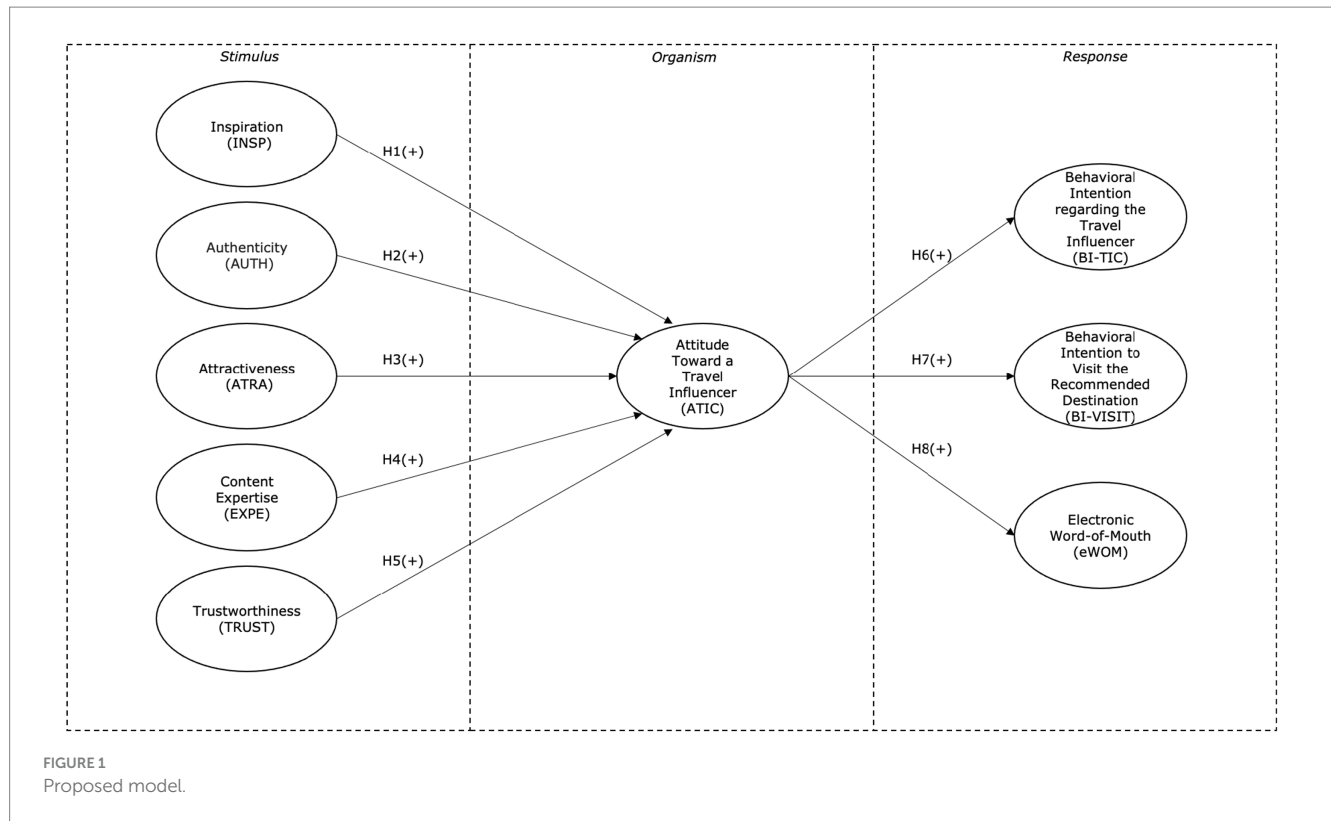 Stimulus
Organism
Response
Inspiration
(INSP)
H1(+)
Authenticity
(AUTH)
H2(+)
Attractiveness
(ATRA)
H3(+)
Content
Expertise
(EXPE)
H4(+)
Trustworthiness
(TRUST)
H5(+)
Attitude
Toward a
Travel
Influencer
(ATIC)
H6(+)
H7(+)
H8(+)
Behavioral
Intention
regarding the
Travel
Influencer
(BI-TIC)
Behavioral
Intention to
Visit the
Recommended
Destination
(BI-VISIT)
Electronic
Word-of-Mouth
(eWOM)
FIGURE 1
Proposed model.